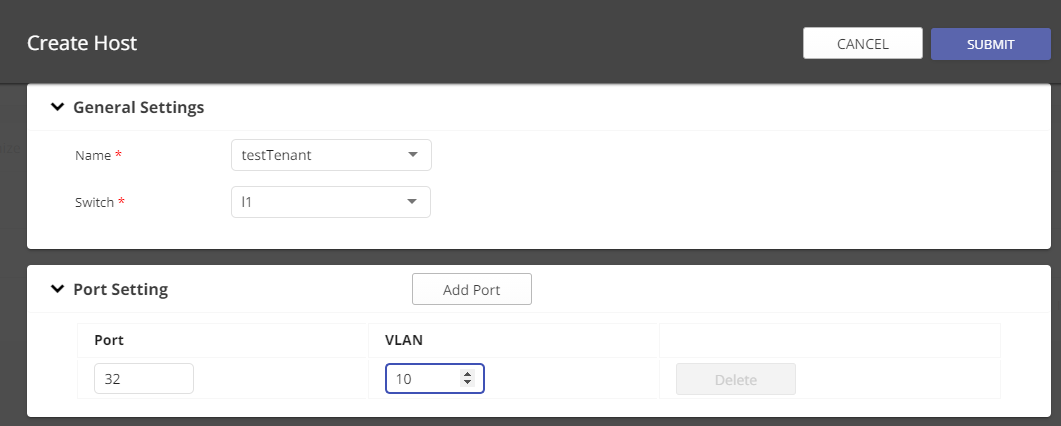 Create Host
CANCEL
SUBMIT
General Settings
Name *
testTenant
Switch *
l1
Port Setting
Add Port
Port
VLAN
32
10
Delete